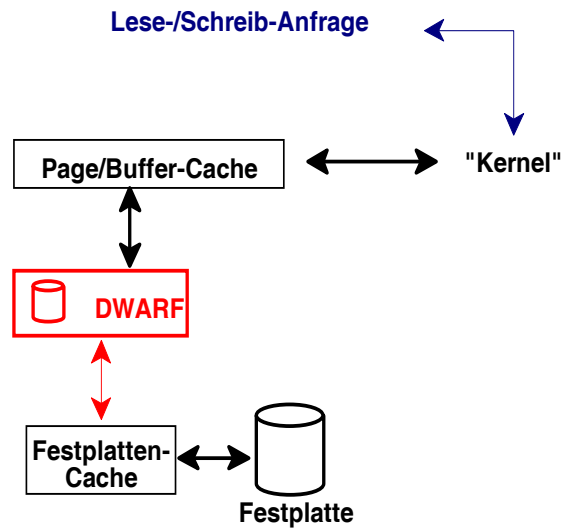 Lese-/Schreib-Anfrage
Page/Buffer-Cache
"Kernel"
DWARF
Festplatten-
Cache
Festplatte